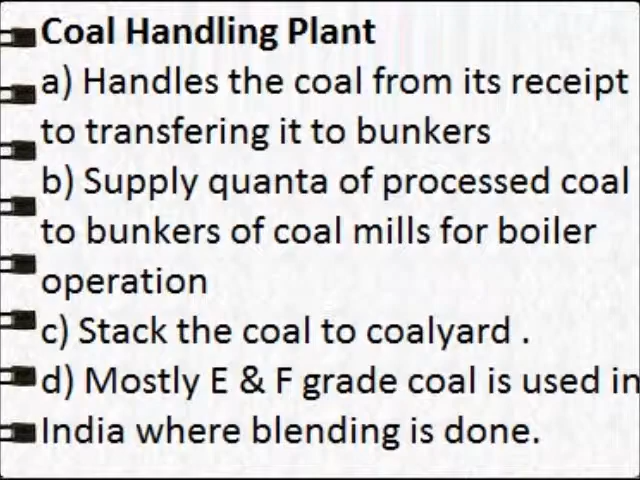 Coal Handling Plant
a) Handles the coal from its receipt
to transfering it to bunkers
b) Supply quanta of processed coal
to bunkers of coal mills for boiler
operation
c) Stack the coal to coalyard .
d) Mostly E & F grade coal is used in
India where blending is done.